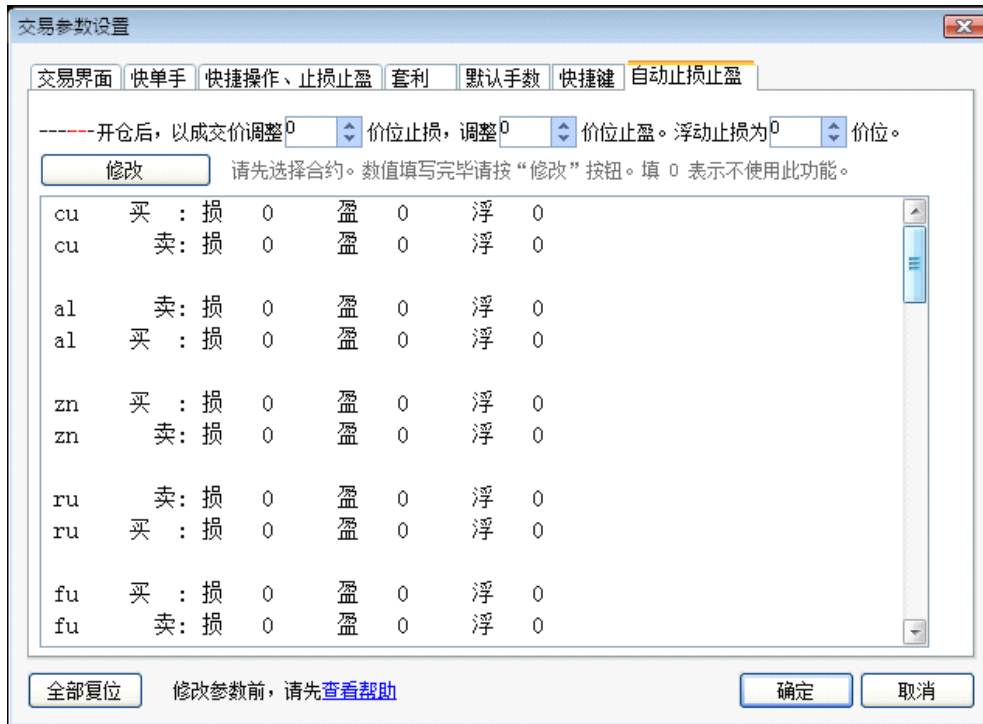 交易参数设置
交易界面 快单手 快捷操作、止损止盈 套利 默认手数 快捷键 自动止损止盈
------开仓后，以成交价调整0 价位止损，调整0 价位止盈。浮动止损为0 价位。
修改 请先选择合约。数值填写完毕请按“修改”按钮。填 0 表示不使用此功能。
cu 买 : 损 0 盈 0 浮 0
cu 卖: 损 0 盈 0 浮 0
al 卖: 损 0 盈 0 浮 0
al 买 : 损 0 盈 0 浮 0
zn 买 : 损 0 盈 0 浮 0
zn 卖: 损 0 盈 0 浮 0
ru 卖: 损 0 盈 0 浮 0
ru 买 : 损 0 盈 0 浮 0
fu 买 : 损 0 盈 0 浮 0
fu 卖: 损 0 盈 0 浮 0
全部复位 修改参数前，请先查看帮助 确定 取消